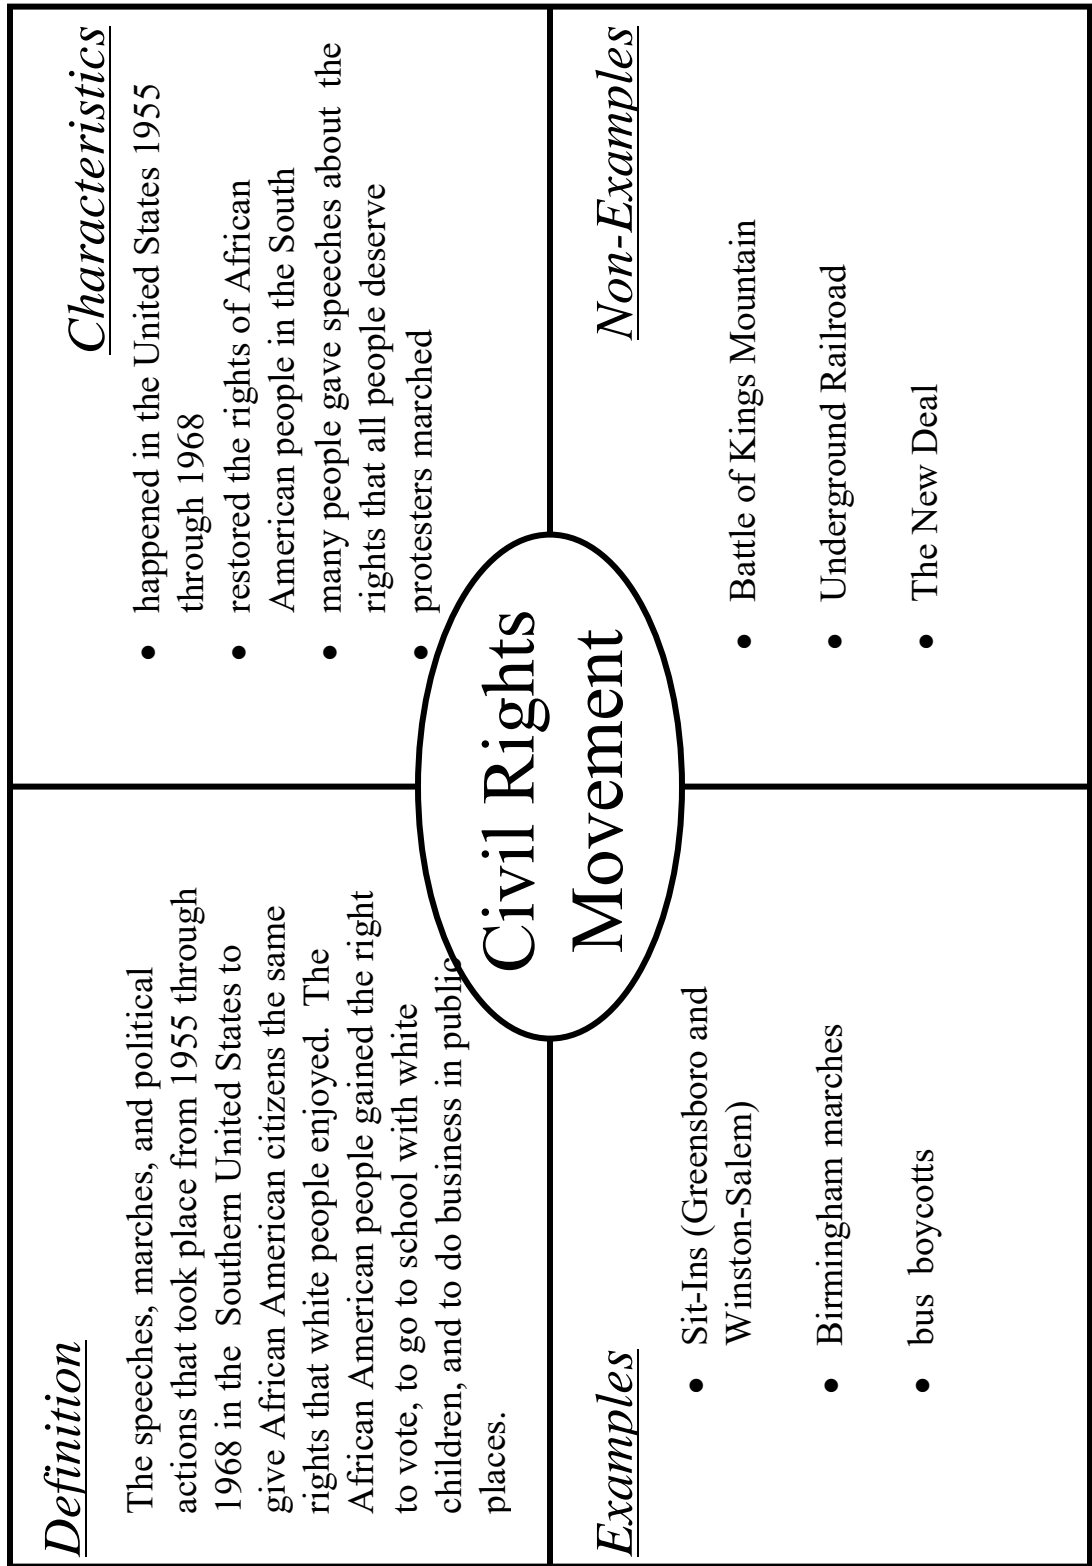 Definition
The speeches, marches, and political
actions that took place from 1955 through
1968 in the Southern United States to
give African American citizens the same
rights that white people enjoyed. The
African American people gained the right
to vote, to go to school with white
children, and to do business in public
places.
Characteristics
• happened in the United States 1955
through 1968
• restored the rights of African
American people in the South
• many people gave speeches about the
rights that all people deserve
• protesters marched
Civil Rights
Movement
Examples
• Sit-Ins (Greensboro and
Winston-Salem)
• Birmingham marches
• bus boycotts
Non-Examples
• Battle of Kings Mountain
• Underground Railroad
• The New Deal